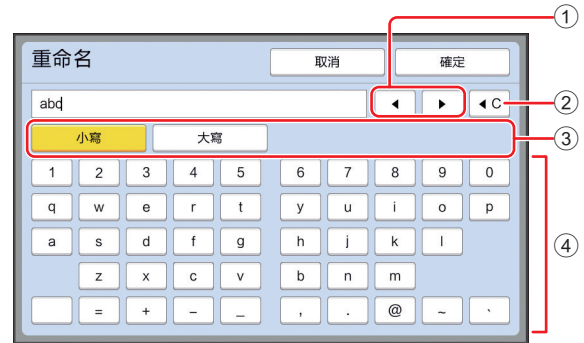 ①
重命名 取消 確定
abc ◀ ▶ ◀ C ②
小寫 大寫 ③
1 2 3 4 5 6 7 8 9 0
q w e r t y u i o p
a s d f g h j k l ④
z x c v b n m
= + – _ , . @ ~ `